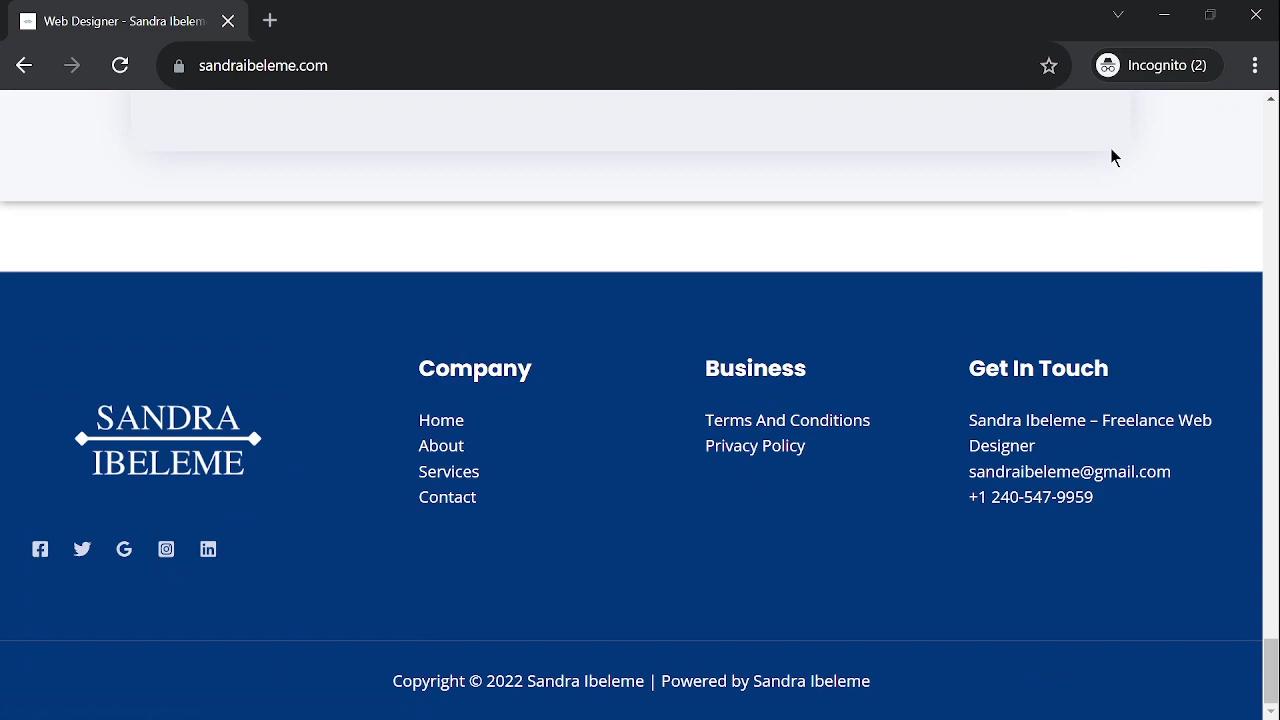 Web Designer - Sandra Ibelem
sandraibeleme.com
Incognito (2)
SANDRA
IBELEME
Company
Home
About
Services
Contact
Business
Terms And Conditions
Privacy Policy
Get In Touch
Sandra Ibeleme – Freelance Web
Designer
sandraibeleme@gmail.com
+1 240-547-9959
Copyright © 2022 Sandra Ibeleme | Powered by Sandra Ibeleme